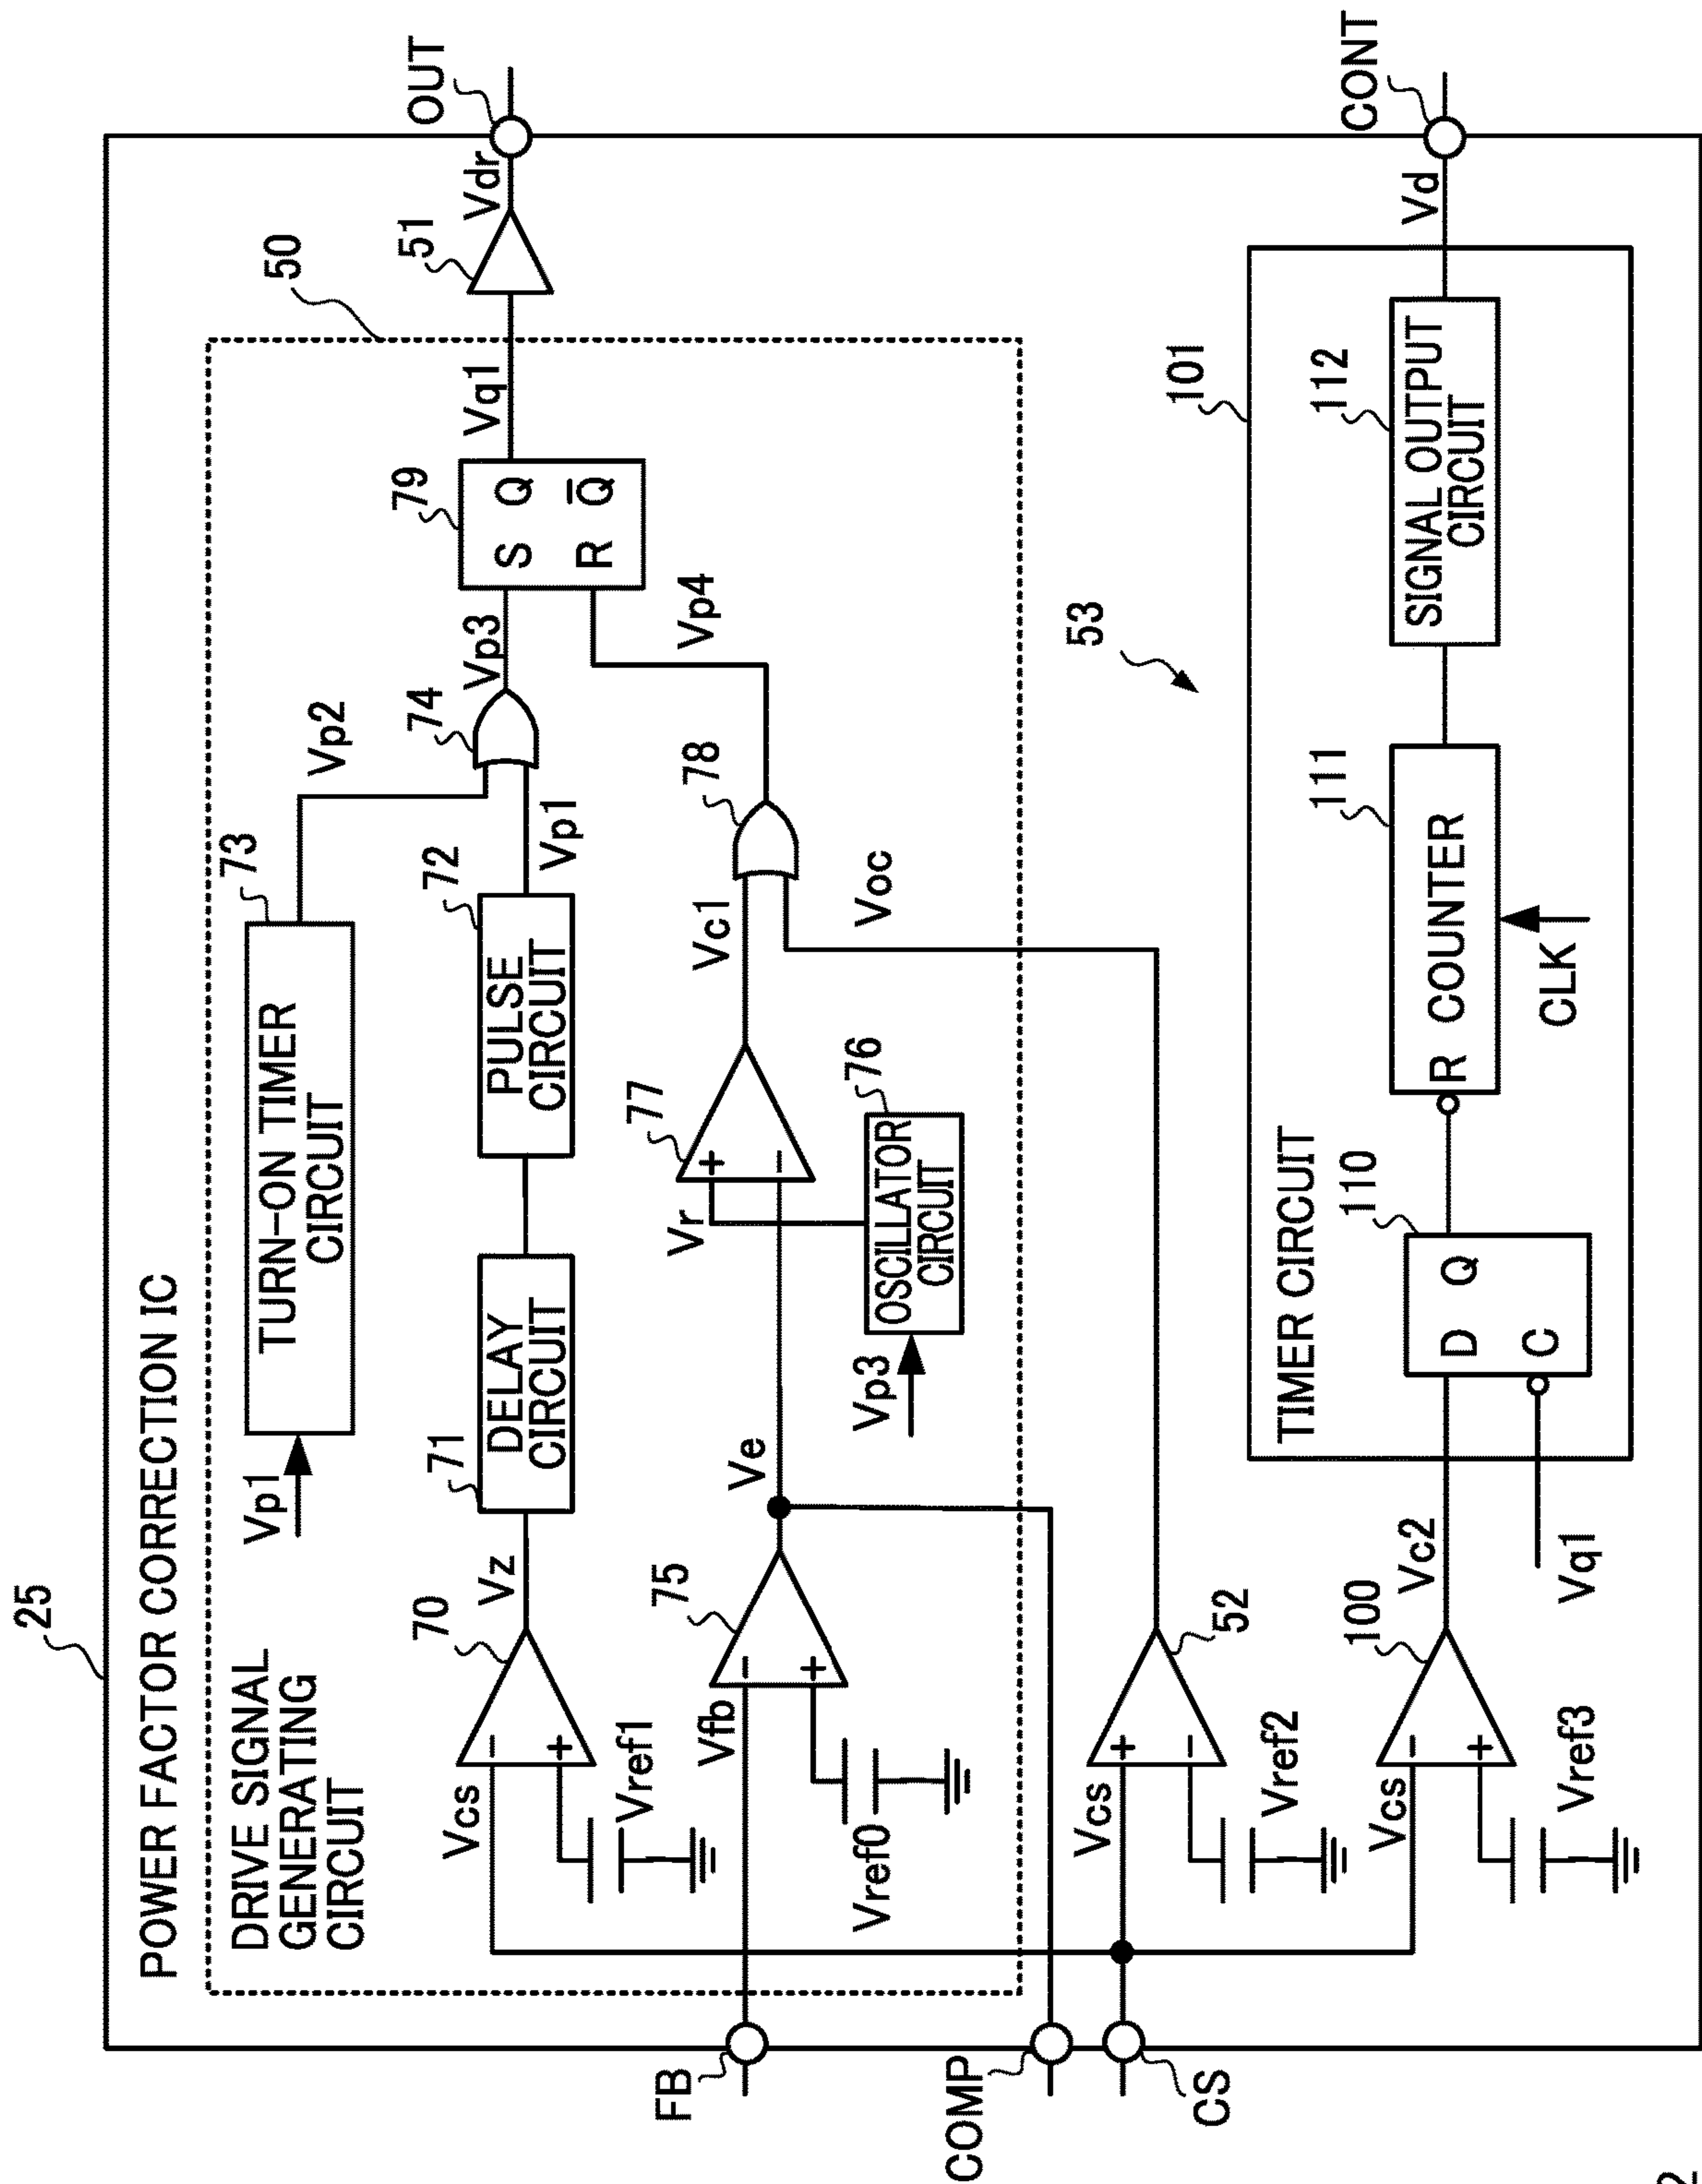 25
POWER FACTOR CORRECTION IC
DRIVE SIGNAL
GENERATING
CIRCUIT
50
Vp1
TURN-ON TIMER
CIRCUIT
73
Vp2
Vcs
Vref1
70
Vz
71
DELAY
CIRCUIT
PULSE
CIRCUIT
72
Vp1
74
Vp3
79
S Q
R Q̅
Vq1
51
Vdr
OUT
FB
Vfb
Vref0
75
Ve
Vr
77
Vp3
OSCILLATOR
CIRCUIT
76
Vc1
78
Voc
Vp4
COMP
CS
Vcs
Vref2
52
53
Vcs
Vref3
100
Vc2
Vq1
TIMER CIRCUIT
101
110
D Q
C
R COUNTER
111
CLK
SIGNAL OUTPUT
CIRCUIT
112
Vd
CONT